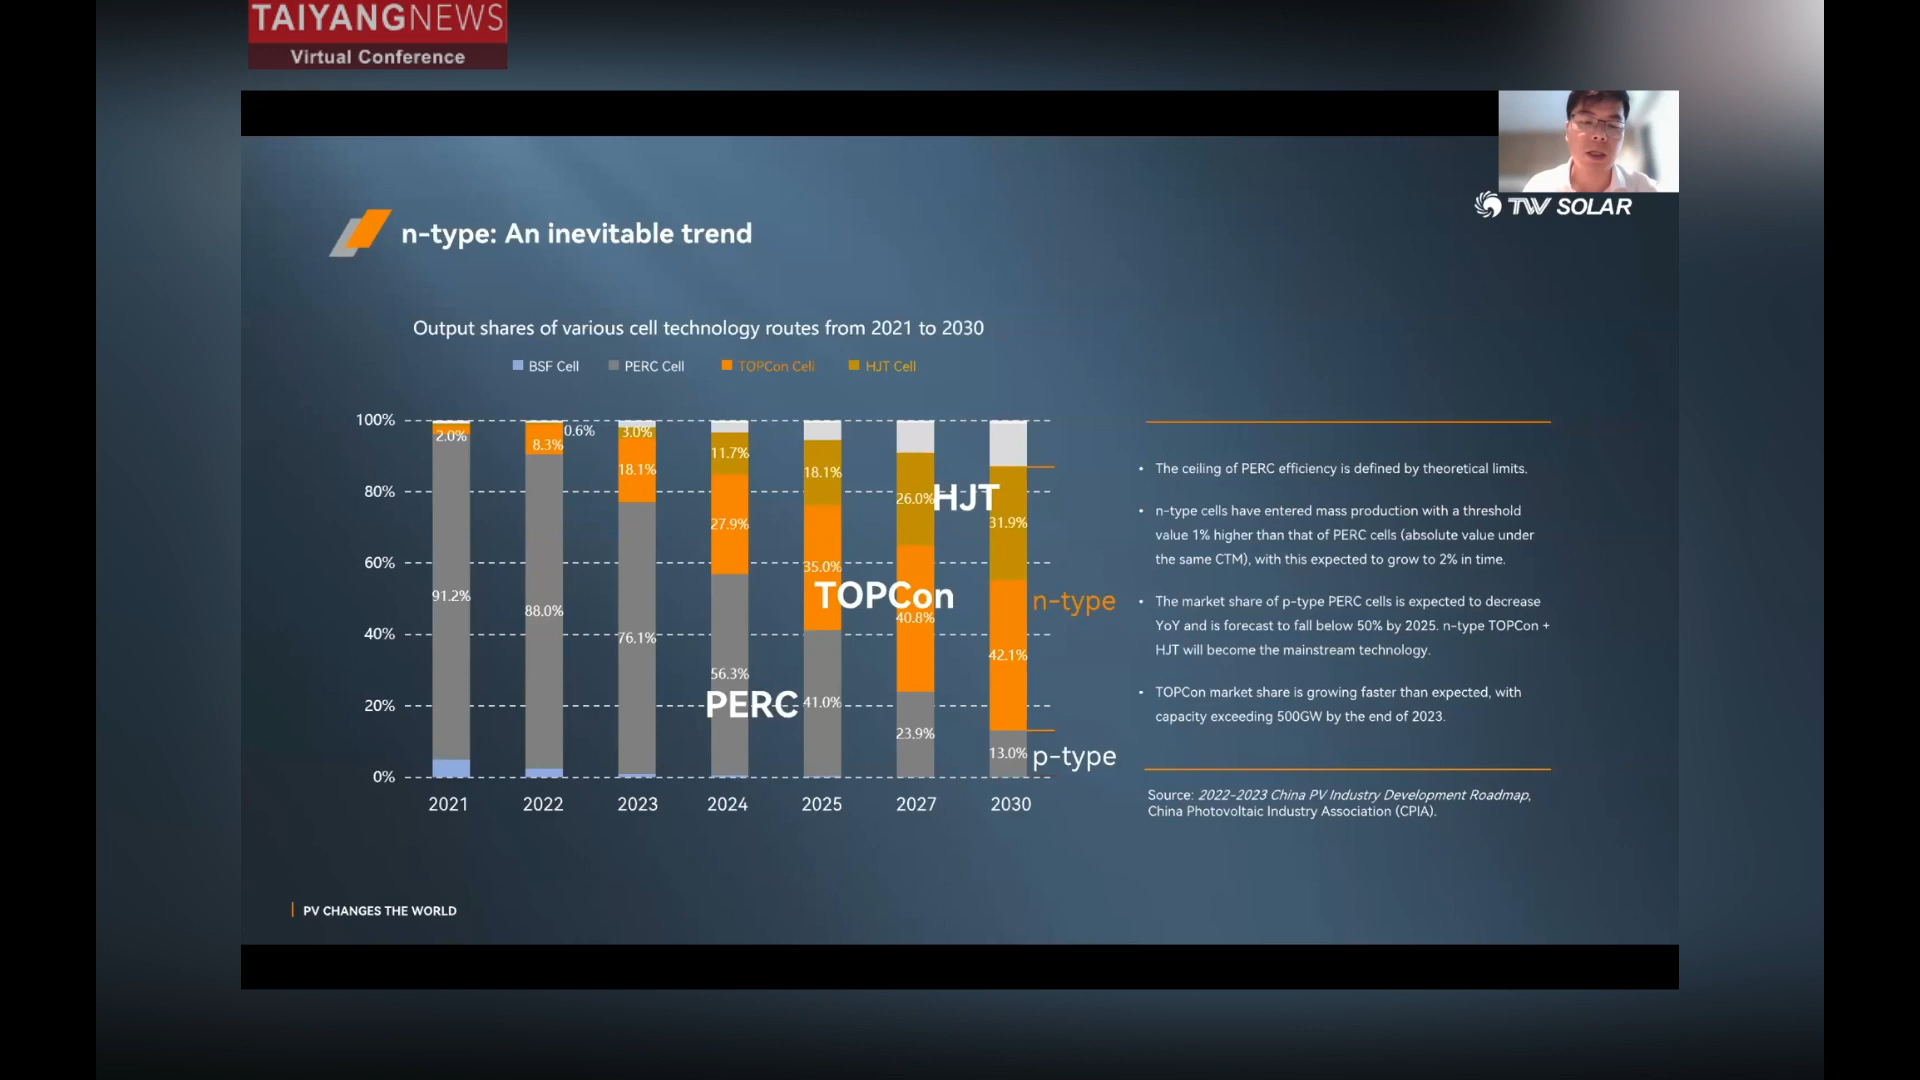 TAIYANGNEWS
Virtual Conference
TW SOLAR
n-type: An inevitable trend
Output shares of various cell technology routes from 2021 to 2030
BSF Cell PERC Cell TOPCon Cell HJT Cell
100%
80%
60%
40%
20%
0%
2.0%
91.2%
0.6%
8.3%
88.0%
3.0%
18.1%
76.1%
11.7%
27.9%
56.3%
18.1%
35.0%
41.0%
26.0%
40.8%
23.9%
31.9%
42.1%
13.0%
HJT
TOPCon
PERC
n-type
p-type
2021 2022 2023 2024 2025 2027 2030
• The ceiling of PERC efficiency is defined by theoretical limits.
• n-type cells have entered mass production with a threshold
value 1% higher than that of PERC cells (absolute value under
the same CTM), with this expected to grow to 2% in time.
• The market share of p-type PERC cells is expected to decrease
YoY and is forecast to fall below 50% by 2025. n-type TOPCon +
HJT will become the mainstream technology.
• TOPCon market share is growing faster than expected, with
capacity exceeding 500GW by the end of 2023.
Source: 2022-2023 China PV Industry Development Roadmap,
China Photovoltaic Industry Association (CPIA).
PV CHANGES THE WORLD